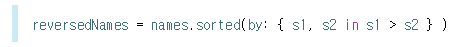 reversedNames = names.sorted(by: { s1, s2 in s1 > s2 } )